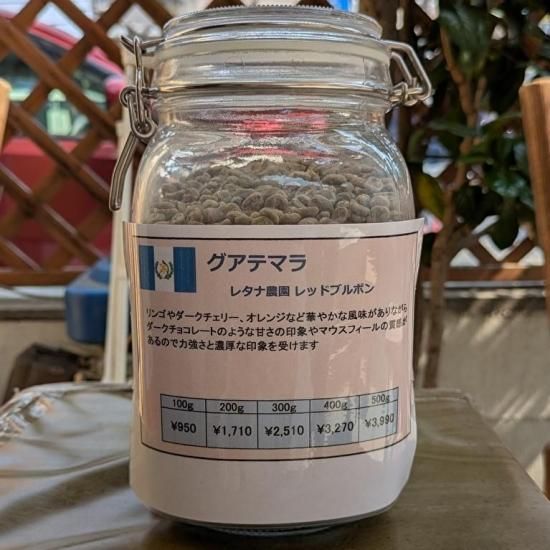 グアテマラ
レタナ農園 レッドブルボン
リンゴやダークチェリー、オレンジなど華やかな風味がありながら
ダークチョコレートのような甘さの印象やマウスフィールの質感が
あるので力強さと濃厚な印象を受けます
100g 200g 300g 400g 500g
¥950 ¥1,710 ¥2,510 ¥3,270 ¥3,990